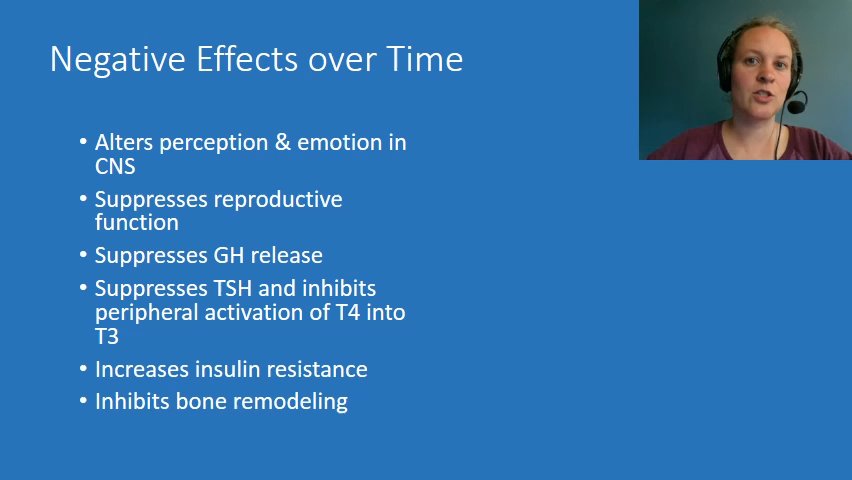 Negative Effects over Time
• Alters perception & emotion in
CNS
• Suppresses reproductive
function
• Suppresses GH release
• Suppresses TSH and inhibits
peripheral activation of T4 into
T3
• Increases insulin resistance
• Inhibits bone remodeling